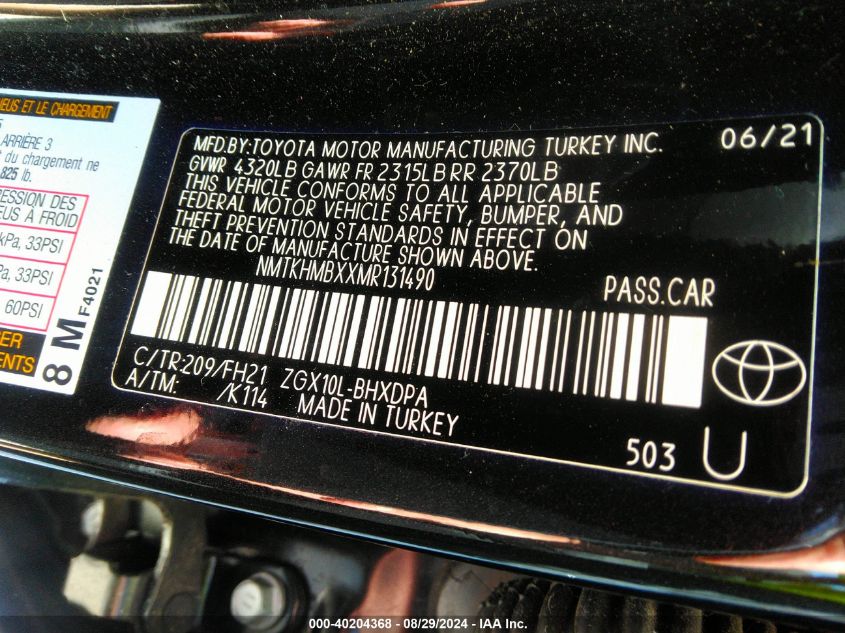 NEUS ET LE CHARGEMENT
5
ARRIÈRE 3
t du chargement ne
825 lb.
PRESSION DES
EUS A FROID
kPa, 33PSI
33PSI
60PSI
8 M F4021
MFD.BY:TOYOTA MOTOR MANUFACTURING TURKEY INC. 06/21
GVWR 4320LB GAWR FR 2315LB RR 2370LB
THIS VEHICLE CONFORMS TO ALL APPLICABLE
FEDERAL MOTOR VEHICLE SAFETY, BUMPER, AND
THEFT PREVENTION STANDARDS IN EFFECT ON
THE DATE OF MANUFACTURE SHOWN ABOVE.
NMTKHMBXXMR131490 PASS.CAR
C/TR:209/FH21 ZGX10L-BHXDPA
A/TM: /K114 MADE IN TURKEY
503 U
000-40204368 - 08/29/2024 - IAA Inc.